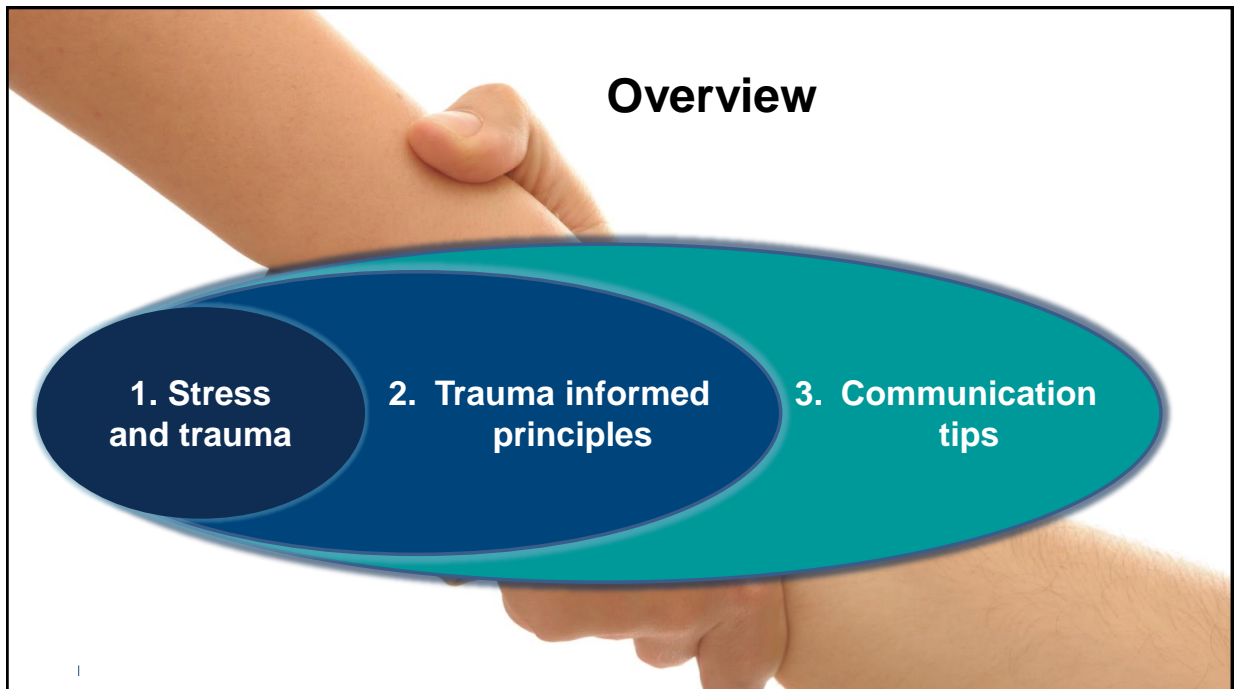 Overview
1. Stress
and trauma
2. Trauma informed
principles
3. Communication
tips